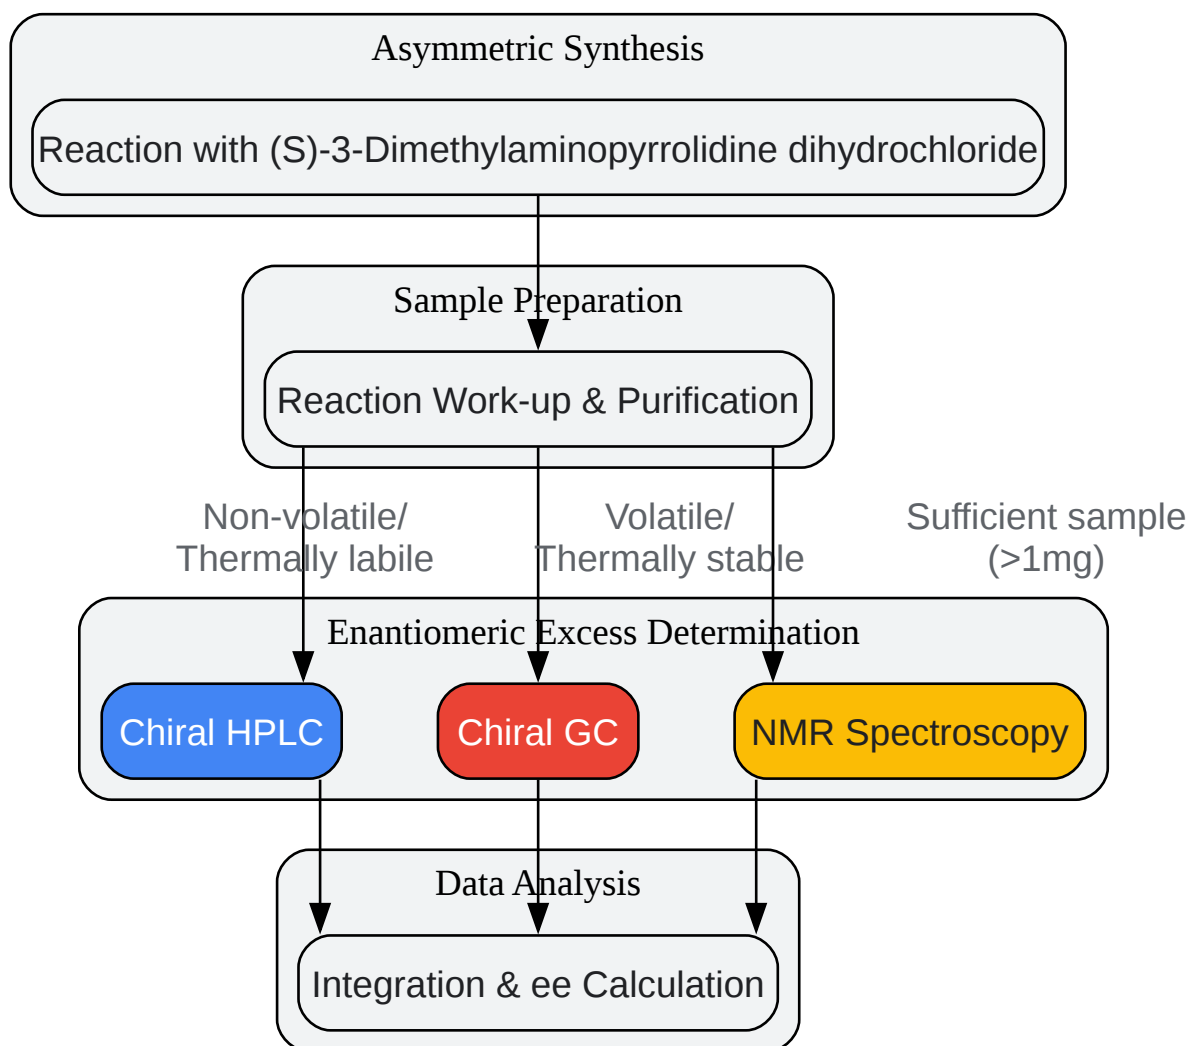 Asymmetric Synthesis
Reaction with (S)-3-Dimethylaminopyrrolidine dihydrochloride
Sample Preparation
Reaction Work-up & Purification
Non-volatile/
Thermally labile
Volatile/
Thermally stable
Sufficient sample
(>1mg)
Enantiomeric Excess Determination
Chiral HPLC
Chiral GC
NMR Spectroscopy
Data Analysis
Integration & ee Calculation